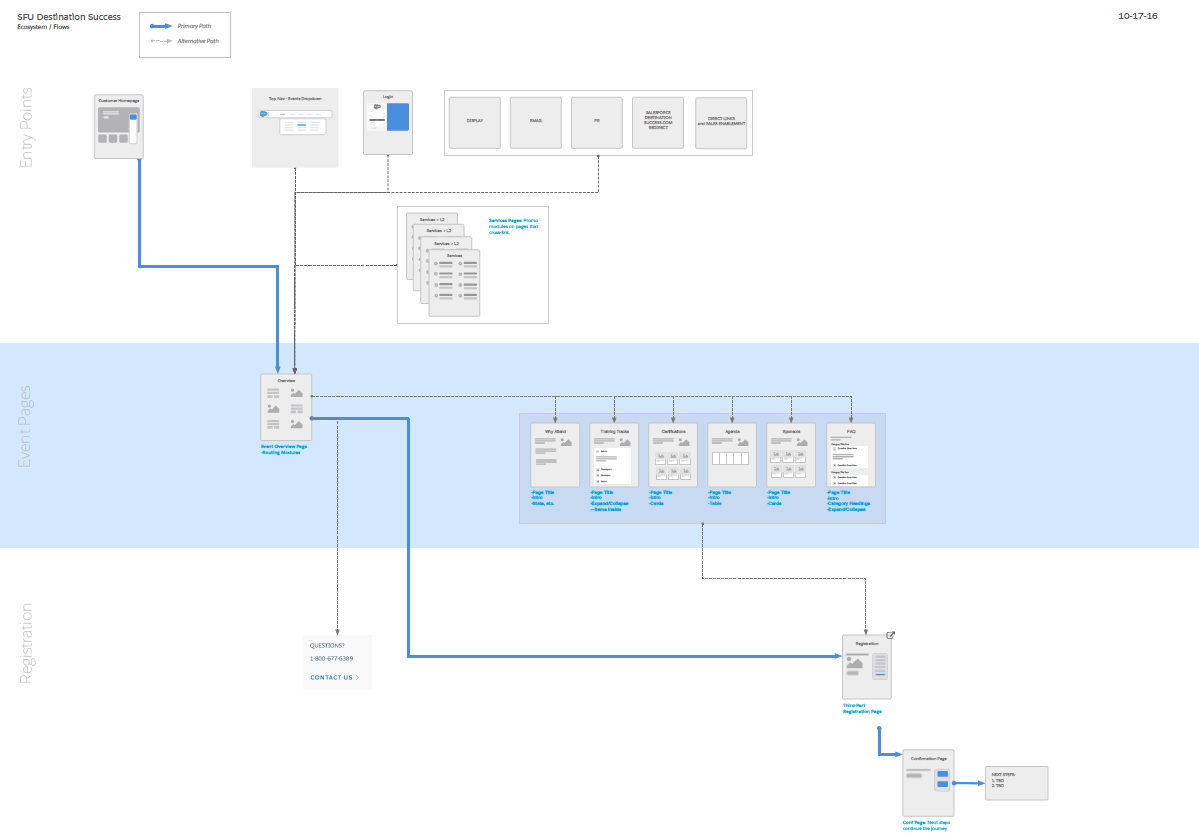 SFU Destination Success
Ecosystem / Flows
Primary Path
Alternative Path
10-17-16
Entry Points
Customer Homepage
Top Nav - Events Dropdown
Login
DISPLAY
EMAIL
PR
SALESFORCE
DESTINATION
SUCCESS.COM
REDIRECT
DIRECT LINKS
and SALES ENABLEMENT
Services > L2
Services > L2
Services > L2
Services
Services Pages: Promo
modules on pages that
cross-link.
Event Pages
Overview
Event Overview Page
-Routing Modules
Why Attend
-Page Title
-Intro
-Stats, etc.
Training Tracks
-Page Title
-Intro
-Expand/Collapse
--Items Inside
Certifications
-Page Title
-Intro
-Cards
Agenda
-Page Title
-Intro
-Table
Sponsors
-Page Title
-Intro
-Cards
FAQ
-Page Title
-Intro
-Category Headings
-Expand/Collapse
Registration
QUESTIONS?
1-800-677-6389
CONTACT US >
Registration
Third-Part
Registration Page
Confirmation Page
Conf Page: Next steps
continue the journey
NEXT STEPS:
1. TBD
2. TBD